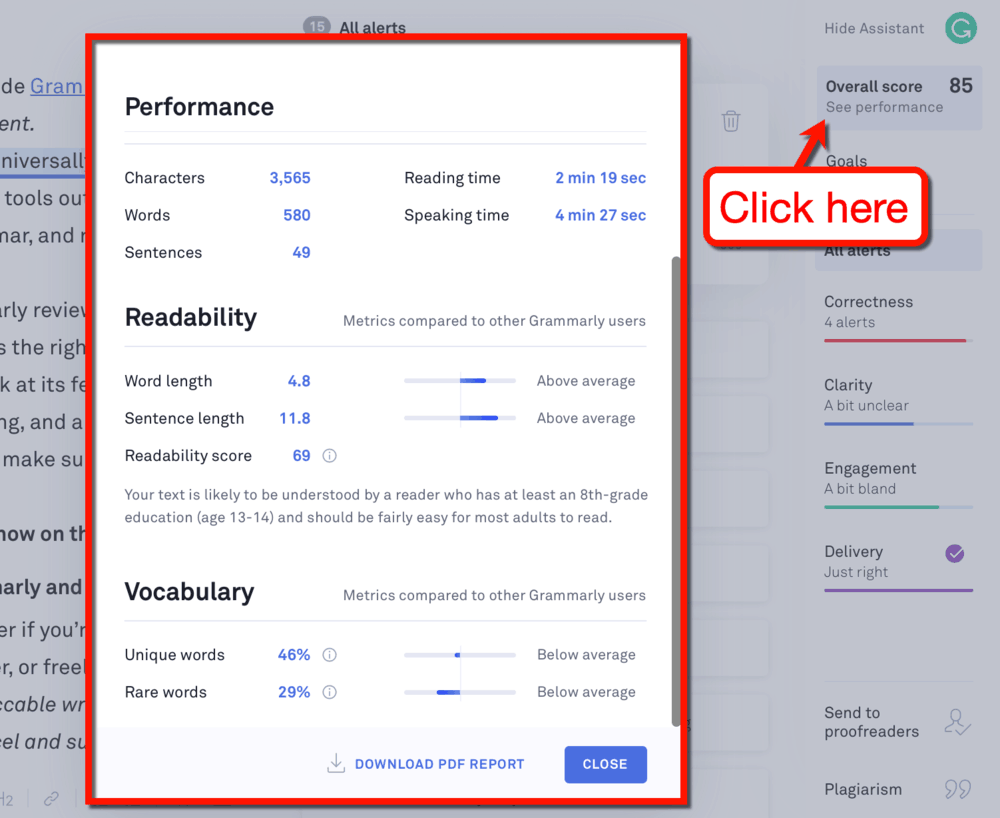 15 All alerts
Hide Assistant
de Gram
Overall score 85
See performance
Performance
ent.
Goals
niversall
Characters 3,565 Reading time 2 min 19 sec
tools ou
Click here
Words 580 Speaking time 4 min 27 sec
mar, and
Sentences 49
All alerts
arly review
Correctness
4 alerts
Readability Metrics compared to other Grammarly users
s the righ
Word length 4.8 Above average
k at its fe
Clarity
A bit unclear
Sentence length 11.8 Above average
ng, and a
Readability score 69
make su
Engagement
A bit bland
Your text is likely to be understood by a reader who has at least an 8th-grade
education (age 13-14) and should be fairly easy for most adults to read.
now on th
Delivery
Just right
arly and
Vocabulary Metrics compared to other Grammarly users
er if you'r
Unique words 46% Below average
er, or freel
Rare words 29% Below average
ccable wr
Send to
proofreaders
cel and su
DOWNLOAD PDF REPORT CLOSE
Plagiarism
H2